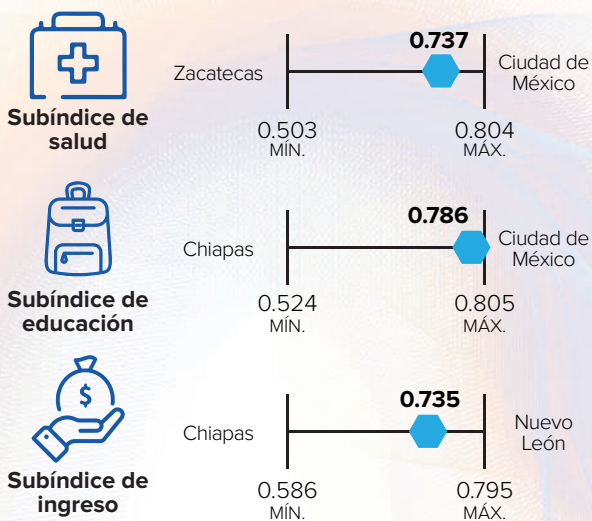 Subíndice de
salud
Zacatecas
0.737
Ciudad de
México
0.503
MÍN.
0.804
MÁX.
Subíndice de
educación
Chiapas
0.786
Ciudad de
México
0.524
MÍN.
0.805
MÁX.
$
Subíndice de
ingreso
Chiapas
0.735
Nuevo
León
0.586
MÍN.
0.795
MÁX.